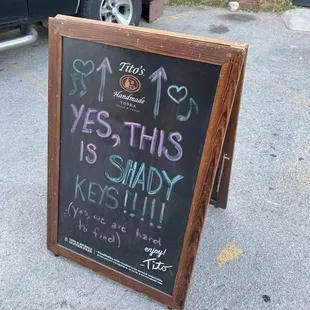 Tito's
Handmade
VODKA
YES, THIS
IS SHADY
KEYS!!!!!
(yes, we are hard
to find)
enjoy!
-Tito